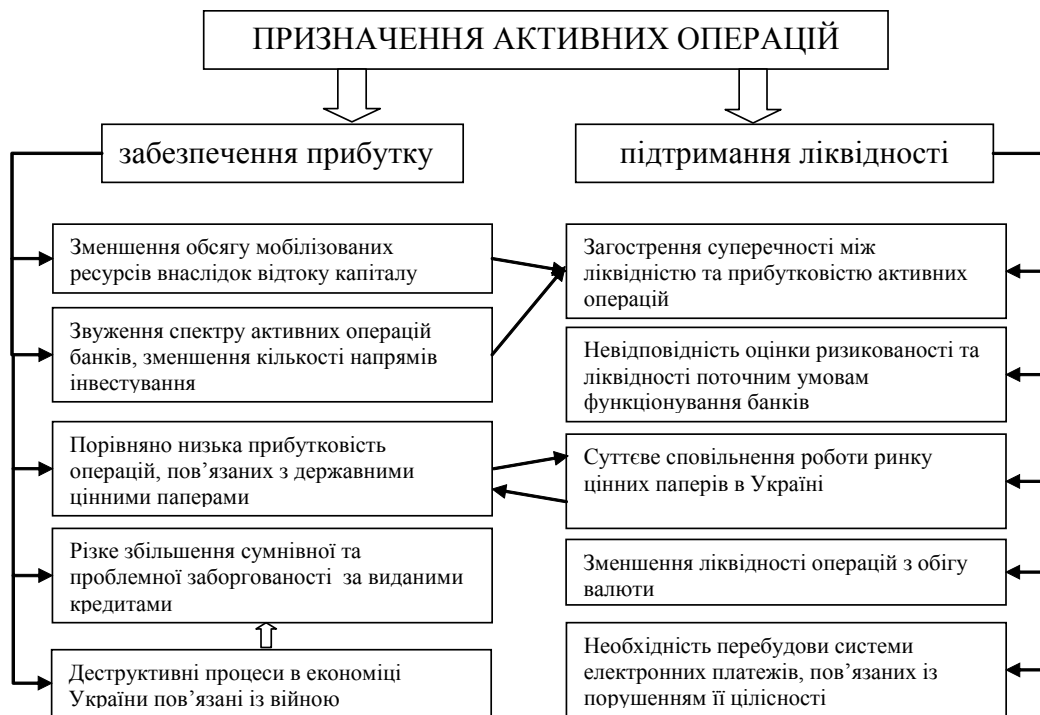 ПРИЗНАЧЕННЯ АКТИВНИХ ОПЕРАЦІЙ
забезпечення прибутку
підтримання ліквідності
Зменшення обсягу мобілізованих
ресурсів внаслідок відтоку капіталу
Звуження спектру активних операцій
банків, зменшення кількості напрямів
інвестування
Порівняно низька прибутковість
операцій, пов’язаних з державними
цінними паперами
Різке збільшення сумнівної та
проблемної заборгованості за виданими
кредитами
Деструктивні процеси в економіці
України пов’язані із війною
Загострення суперечності між
ліквідністю та прибутковістю активних
операцій
Невідповідність оцінки ризикованості та
ліквідності поточним умовам
функціонування банків
Суттєве сповільнення роботи ринку
цінних паперів в Україні
Зменшення ліквідності операцій з обігу
валюти
Необхідність перебудови системи
електронних платежів, пов’язаних із
порушенням її цілісності